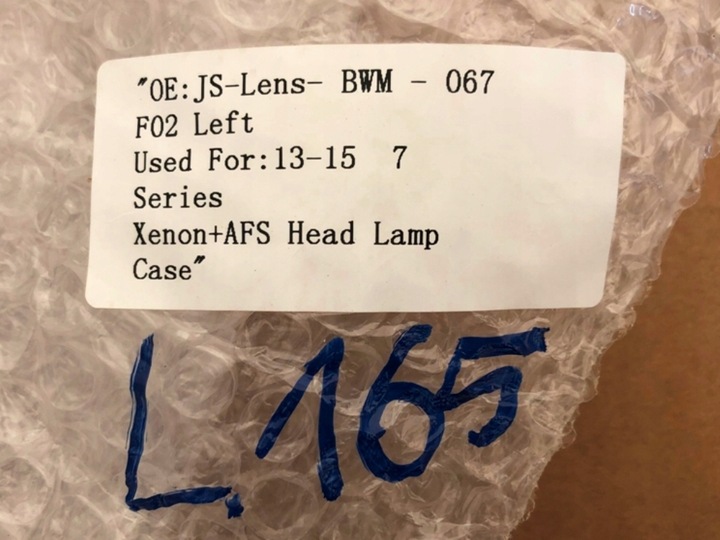 "OE:JS-Lens- BWM - 067
F02 Left
Used For:13-15 7
Series
Xenon+AFS Head Lamp
Case"
L.165